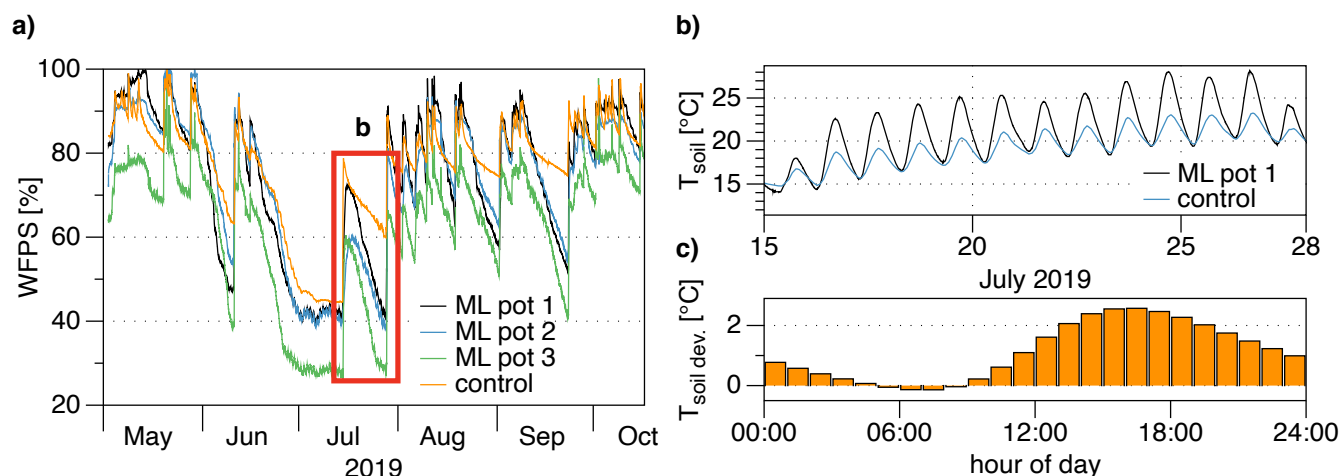 a)
WFPS [%]
100
80
60
40
20
b
ML pot 1
ML pot 2
ML pot 3
control
May Jun Jul Aug Sep Oct
2019
b)
Tsoil [°C]
25
20
15
ML pot 1
control
15 20 25 28
July 2019
c)
Tsoil dev. [°C]
2
0
00:00 06:00 12:00 18:00 24:00
hour of day